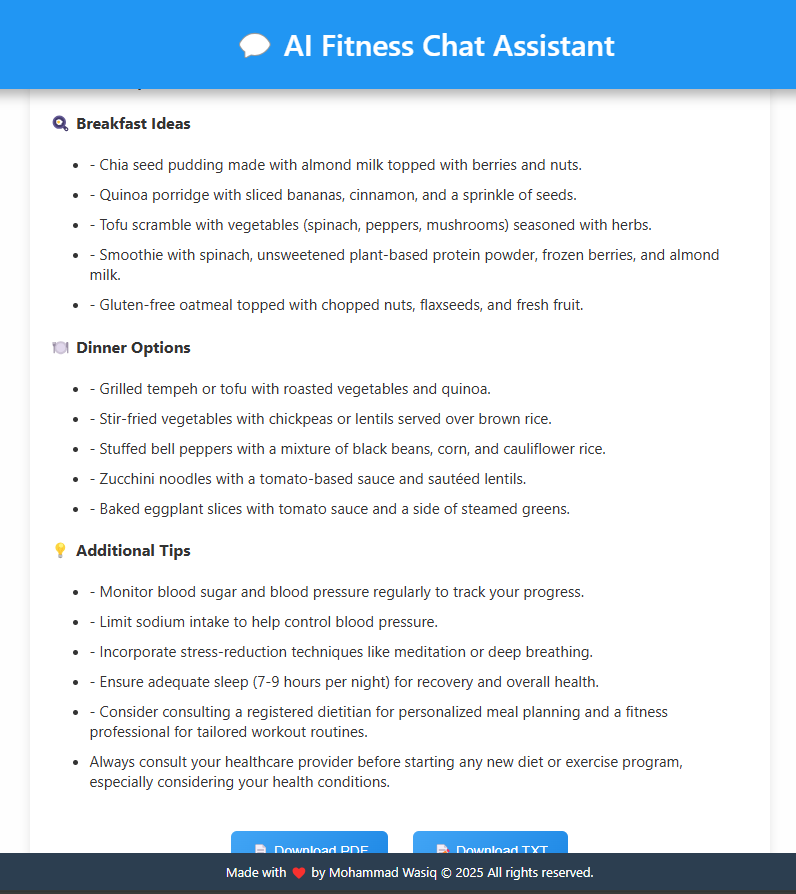 💬 AI Fitness Chat Assistant
🍳 Breakfast Ideas
• - Chia seed pudding made with almond milk topped with berries and nuts.
• - Quinoa porridge with sliced bananas, cinnamon, and a sprinkle of seeds.
• - Tofu scramble with vegetables (spinach, peppers, mushrooms) seasoned with herbs.
• - Smoothie with spinach, unsweetened plant-based protein powder, frozen berries, and almond
milk.
• - Gluten-free oatmeal topped with chopped nuts, flaxseeds, and fresh fruit.
🍽️ Dinner Options
• - Grilled tempeh or tofu with roasted vegetables and quinoa.
• - Stir-fried vegetables with chickpeas or lentils served over brown rice.
• - Stuffed bell peppers with a mixture of black beans, corn, and cauliflower rice.
• - Zucchini noodles with a tomato-based sauce and sautéed lentils.
• - Baked eggplant slices with tomato sauce and a side of steamed greens.
💡 Additional Tips
• - Monitor blood sugar and blood pressure regularly to track your progress.
• - Limit sodium intake to help control blood pressure.
• - Incorporate stress-reduction techniques like meditation or deep breathing.
• - Ensure adequate sleep (7-9 hours per night) for recovery and overall health.
• - Consider consulting a registered dietitian for personalized meal planning and a fitness
professional for tailored workout routines.
• Always consult your healthcare provider before starting any new diet or exercise program,
especially considering your health conditions.
Download PDF
Download TXT
Made with ❤️ by Mohammad Wasiq © 2025 All rights reserved.